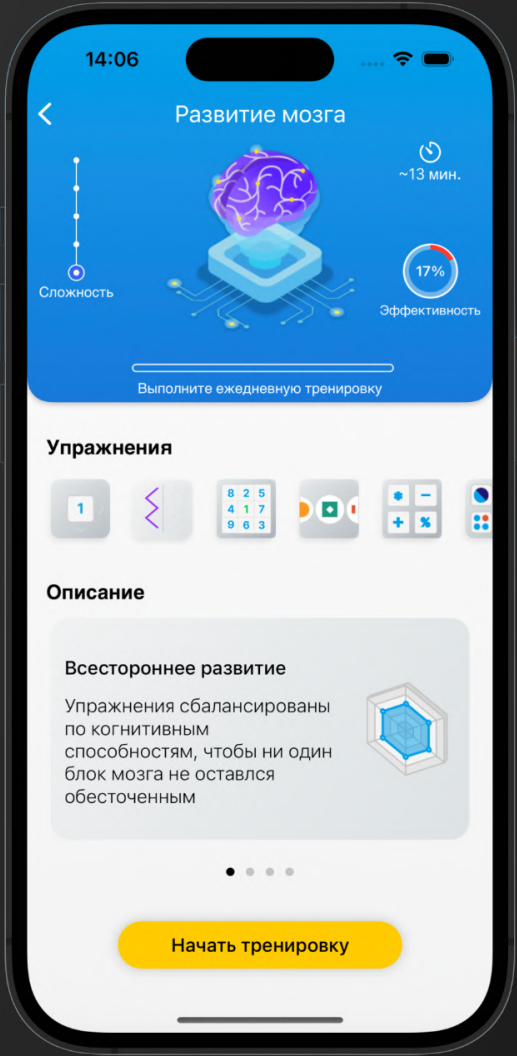 14:06
Развитие мозга
~13 мин.
Сложность
17%
Эффективность
Выполните ежедневную тренировку
Упражнения
1
8 2 5
4 1 7
9 6 3
* −
+ %
Описание
Всестороннее развитие
Упражнения сбалансированы
по когнитивным
способностям, чтобы ни один
блок мозга не оставлся
обесточенным
Начать тренировку